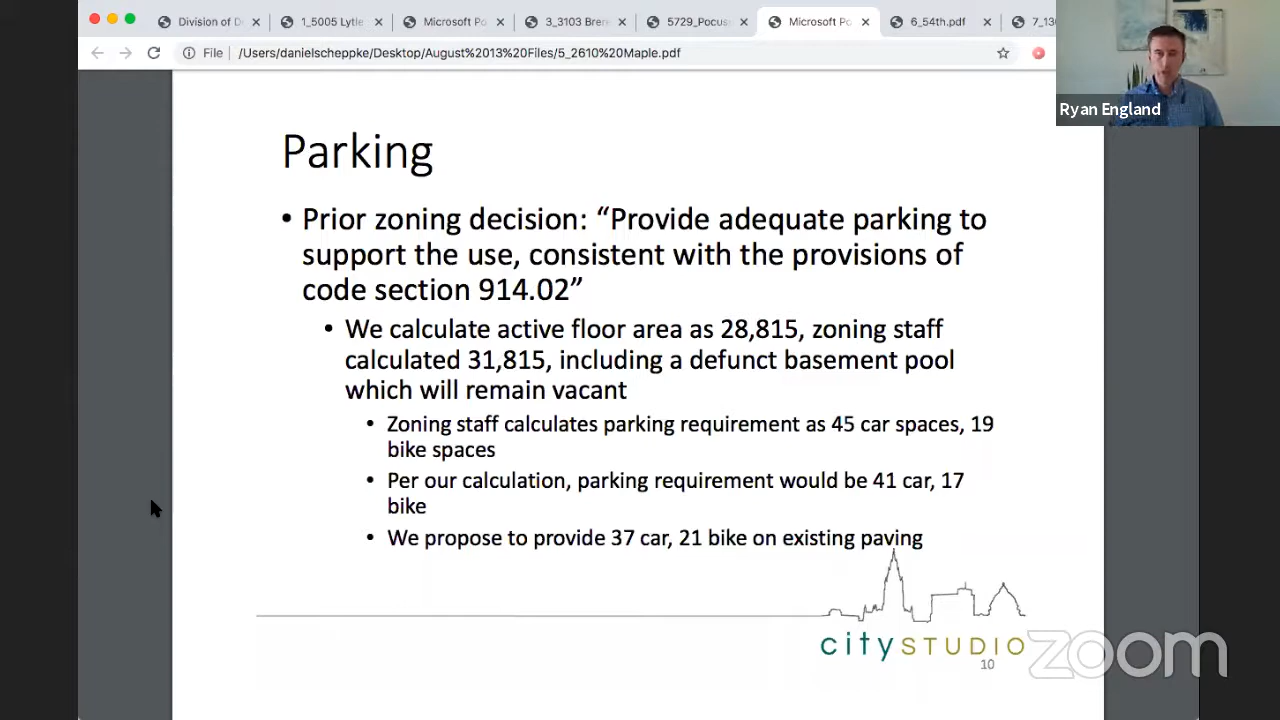 Division of D
1_5005 Lytle
Microsoft Po
3_3103 Brere
5729_Pocus
Microsoft Po
6_54th.pdf
7_13
File
/Users/danielscheppke/Desktop/August%2013%20Files/5_2610%20Maple.pdf
Ryan England
Parking
• Prior zoning decision: “Provide adequate parking to
support the use, consistent with the provisions of
code section 914.02”
• We calculate active floor area as 28,815, zoning staff
calculated 31,815, including a defunct basement pool
which will remain vacant
• Zoning staff calculates parking requirement as 45 car spaces, 19
bike spaces
• Per our calculation, parking requirement would be 41 car, 17
bike
• We propose to provide 37 car, 21 bike on existing paving
city STUDIO
zoom
10